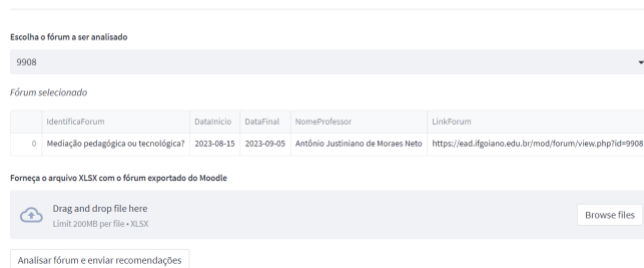 Escolha o fórum a ser analisado
9908
Fórum selecionado
IdentificaForum DataInicio DataFinal NomeProfessor LinkForum
0 Mediação pedagógica ou tecnológica? 2023-08-15 2023-09-05 Antônio Justiniano de Moraes Neto https://ead.ifgoiano.edu.br/mod/forum/view.php?id=9908
Forneça o arquivo XLSX com o fórum exportado do Moodle
Drag and drop file here
Limit 200MB per file • XLSX
Browse files
Analisar fórum e enviar recomendações